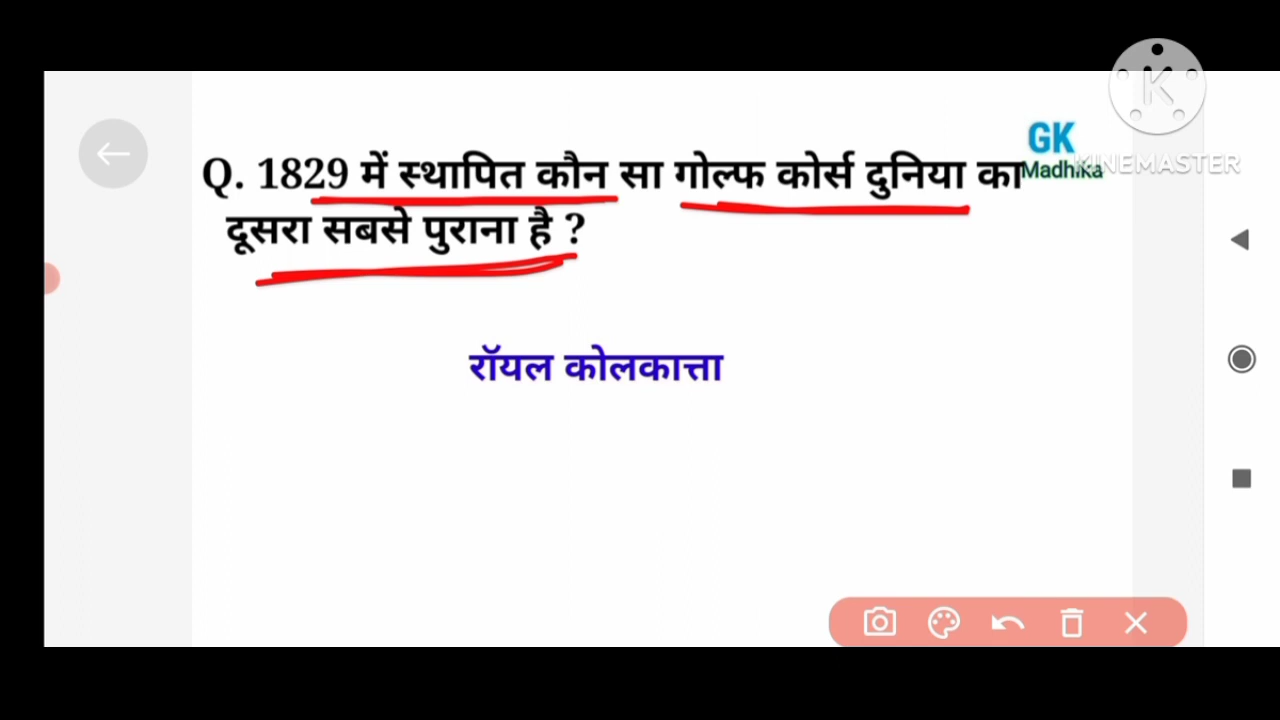 GK
Madhika
K
KINEMASTER
Q. 1829 में स्थापित कौन सा गोल्फ कोर्स दुनिया का
दूसरा सबसे पुराना है ?
रॉयल कोलकात्ता